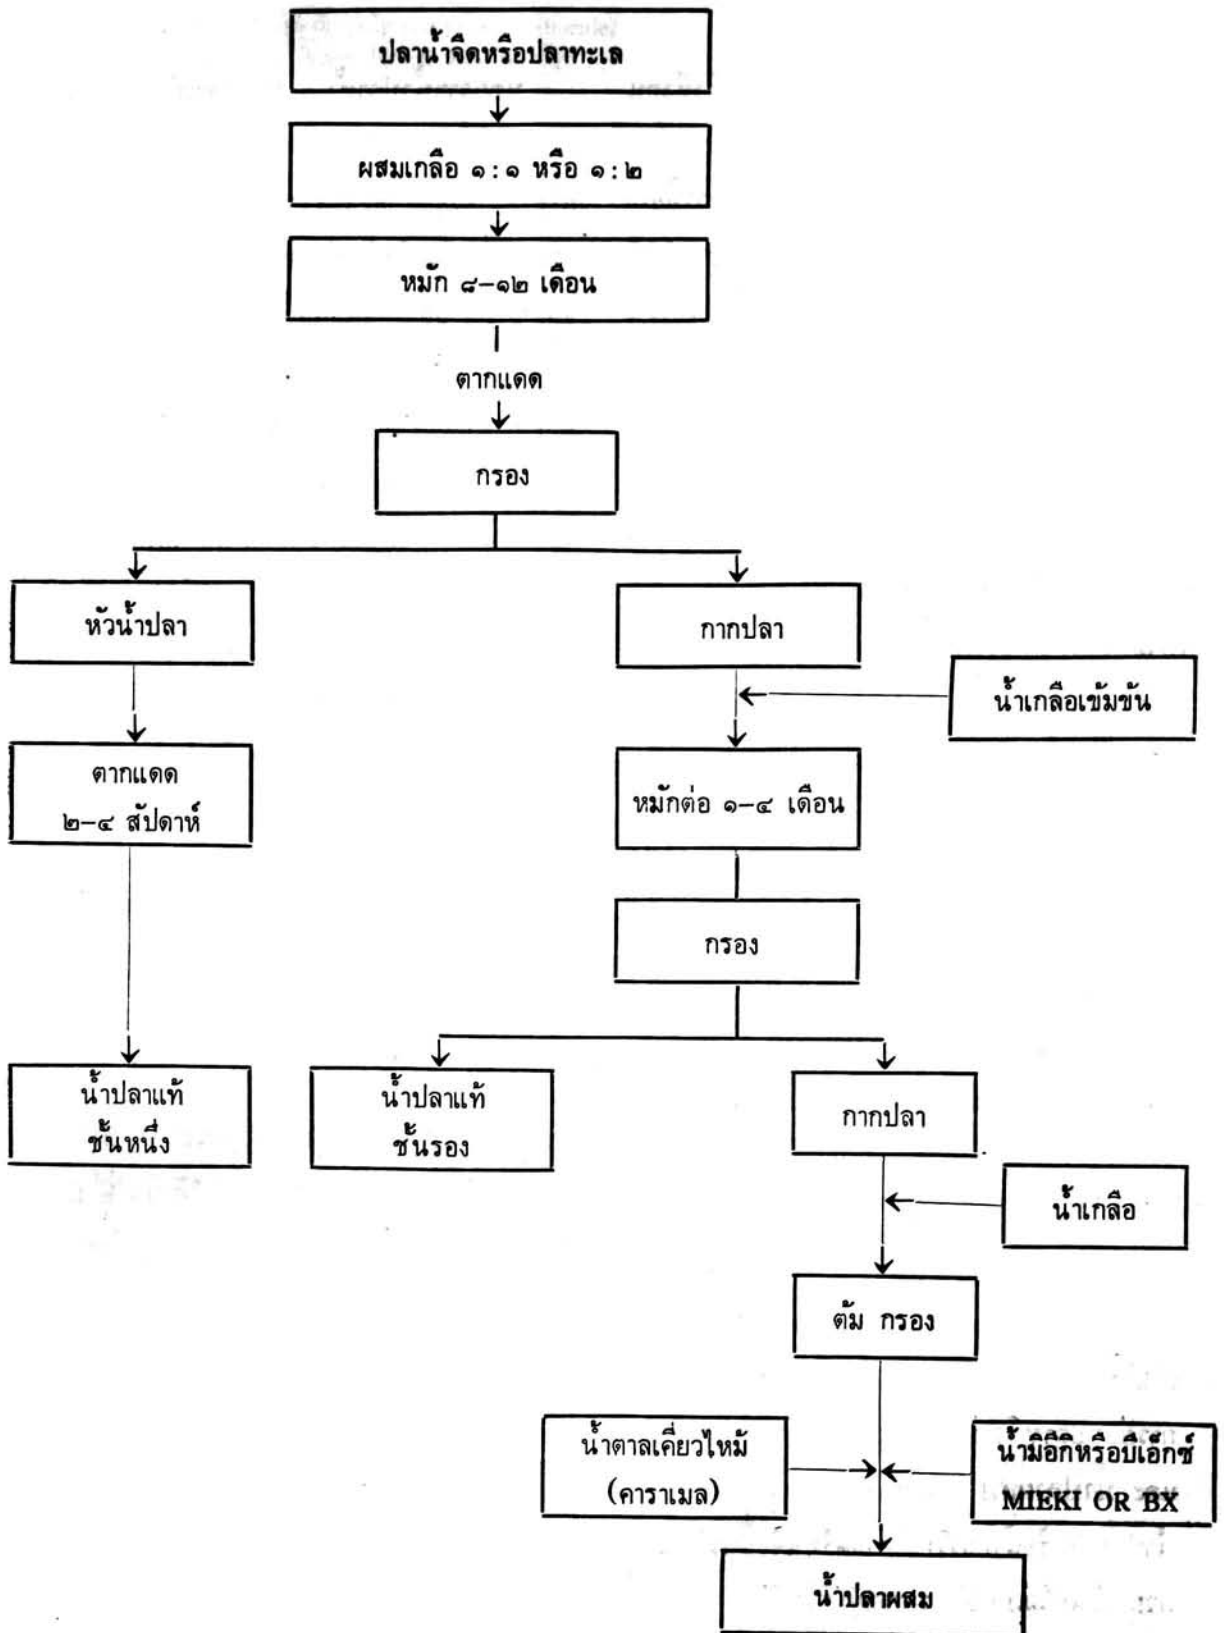 ปลาน้ำจืดหรือปลาทะเล
ผสมเกลือ ๑:๑ หรือ ๑:๒
หมัก ๘-๑๒ เดือน
ตากแดด
กรอง
หัวน้ำปลา
กากปลา
น้ำเกลือเข้มข้น
ตากแดด
๒-๔ สัปดาห์
หมักต่อ ๑-๔ เดือน
กรอง
น้ำปลาแท้
ชั้นหนึ่ง
น้ำปลาแท้
ชั้นรอง
กากปลา
น้ำเกลือ
ต้ม กรอง
น้ำตาลเคี่ยวไหม้
(คาราเมล)
น้ำมิอีกิหรือบีเอ็กซ์
MIEKI OR BX
น้ำปลาผสม